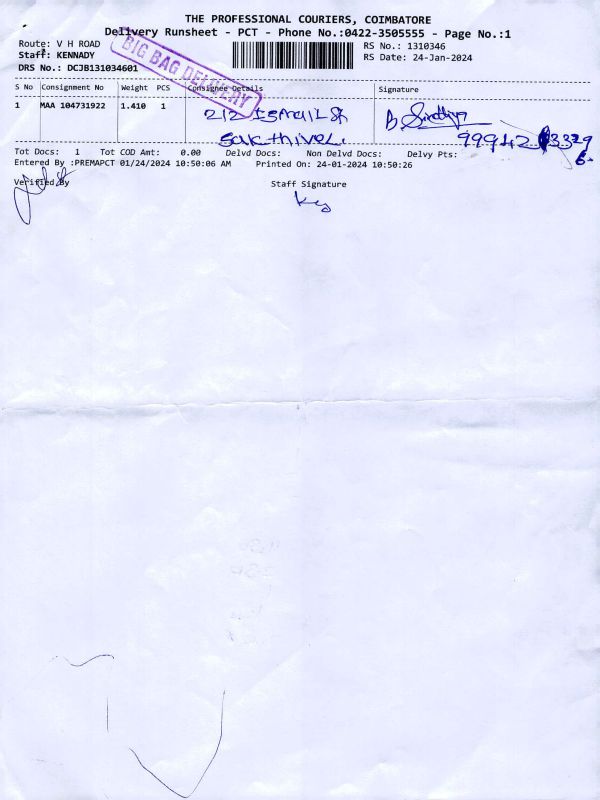 THE PROFESSIONAL COURIERS, COIMBATORE
Delivery Runsheet - PCT - Phone No.:0422-3505555 - Page No.:1
Route: V H ROAD
RS No.: 1310346
Staff: KENNADY
RS Date: 24-Jan-2024
DRS No.: DCJB131034601
BIG BAG DELIVERY
S No Consignment No Weight PCS Consignee Details Signature
1 MAA 104731922 1.410 1 212 Ismail St
Sakthivel
Tot Docs: 1 Tot COD Amt: 0.00 Delvd Docs: Non Delvd Docs: Delvy Pts:
Entered By :PREMAPCT 01/24/2024 10:50:06 AM Printed On: 24-01-2024 10:50:26
Verified By Staff Signature